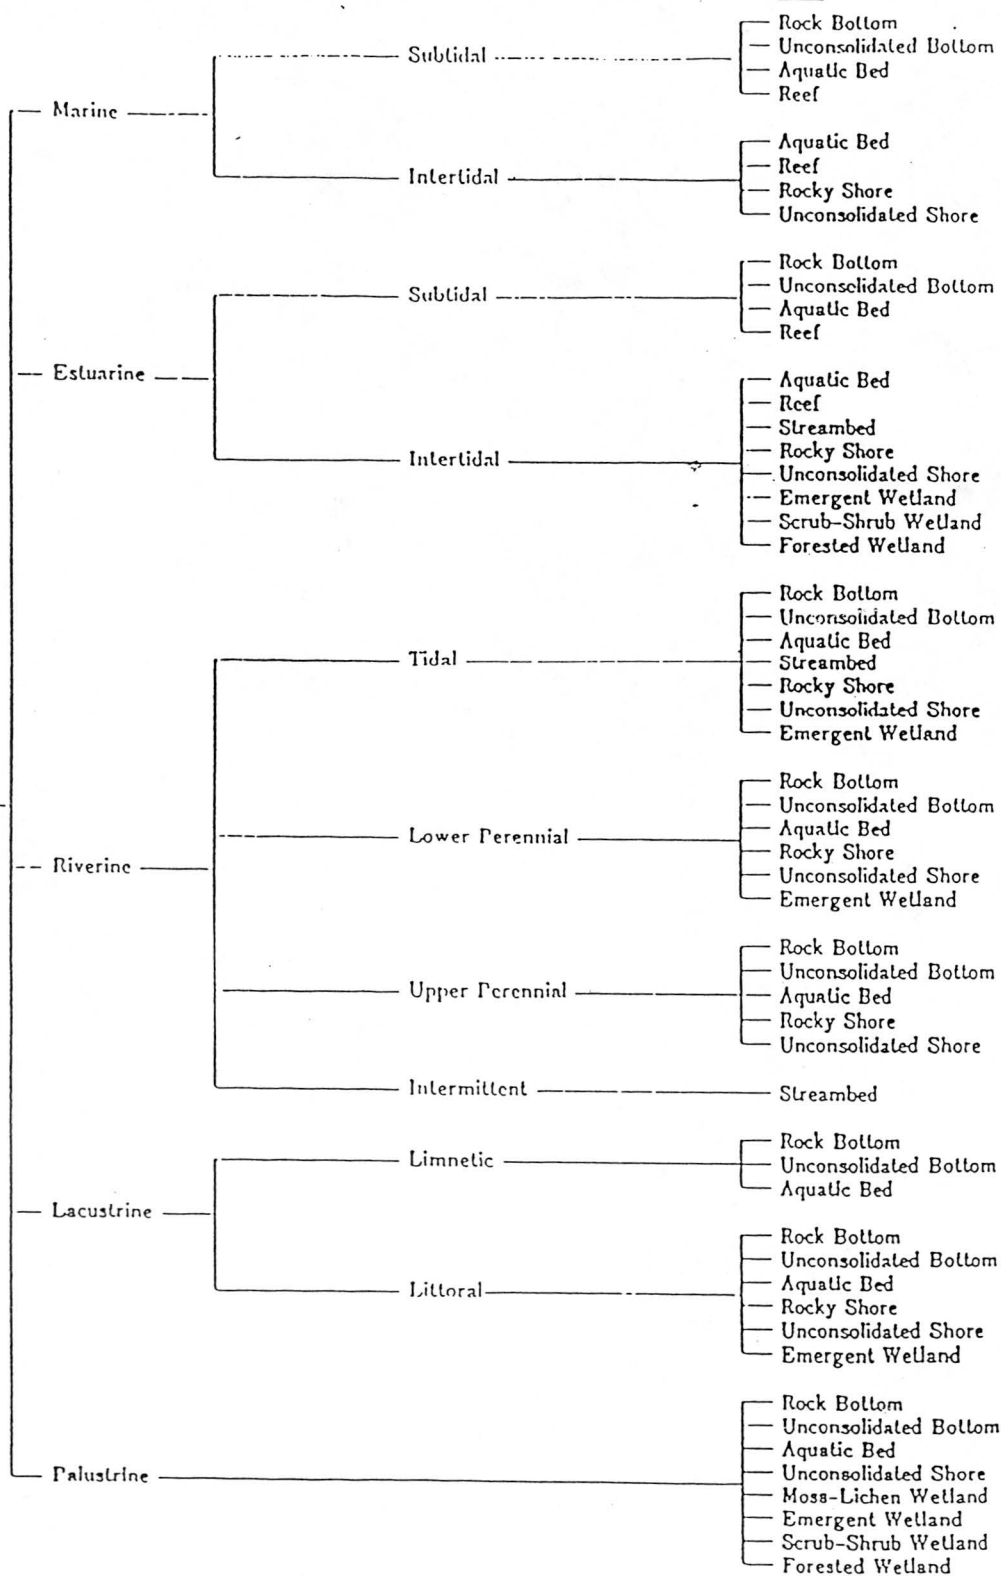 Marine
Subtidal
Rock Bottom
Unconsolidated Bottom
Aquatic Bed
Reef
Intertidal
Aquatic Bed
Reef
Rocky Shore
Unconsolidated Shore
Estuarine
Subtidal
Rock Bottom
Unconsolidated Bottom
Aquatic Bed
Reef
Intertidal
Aquatic Bed
Reef
Streambed
Rocky Shore
Unconsolidated Shore
Emergent Wetland
Scrub-Shrub Wetland
Forested Wetland
Riverine
Tidal
Rock Bottom
Unconsolidated Bottom
Aquatic Bed
Streambed
Rocky Shore
Unconsolidated Shore
Emergent Wetland
Lower Perennial
Rock Bottom
Unconsolidated Bottom
Aquatic Bed
Rocky Shore
Unconsolidated Shore
Emergent Wetland
Upper Perennial
Rock Bottom
Unconsolidated Bottom
Aquatic Bed
Rocky Shore
Unconsolidated Shore
Intermittent
Streambed
Lacustrine
Limnetic
Rock Bottom
Unconsolidated Bottom
Aquatic Bed
Littoral
Rock Bottom
Unconsolidated Bottom
Aquatic Bed
Rocky Shore
Unconsolidated Shore
Emergent Wetland
Palustrine
Rock Bottom
Unconsolidated Bottom
Aquatic Bed
Unconsolidated Shore
Moss-Lichen Wetland
Emergent Wetland
Scrub-Shrub Wetland
Forested Wetland